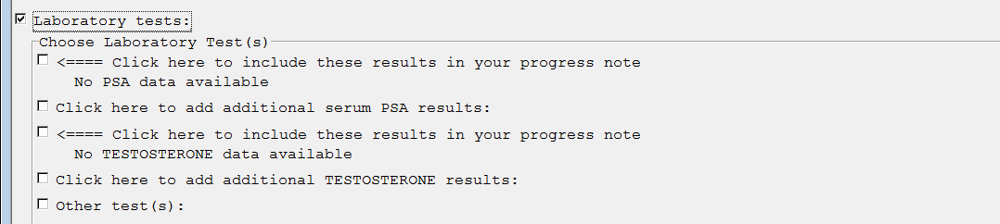 Laboratory tests:
Choose Laboratory Test(s)
<==== Click here to include these results in your progress note
No PSA data available
Click here to add additional serum PSA results:
<==== Click here to include these results in your progress note
No TESTOSTERONE data available
Click here to add additional TESTOSTERONE results:
Other test(s):